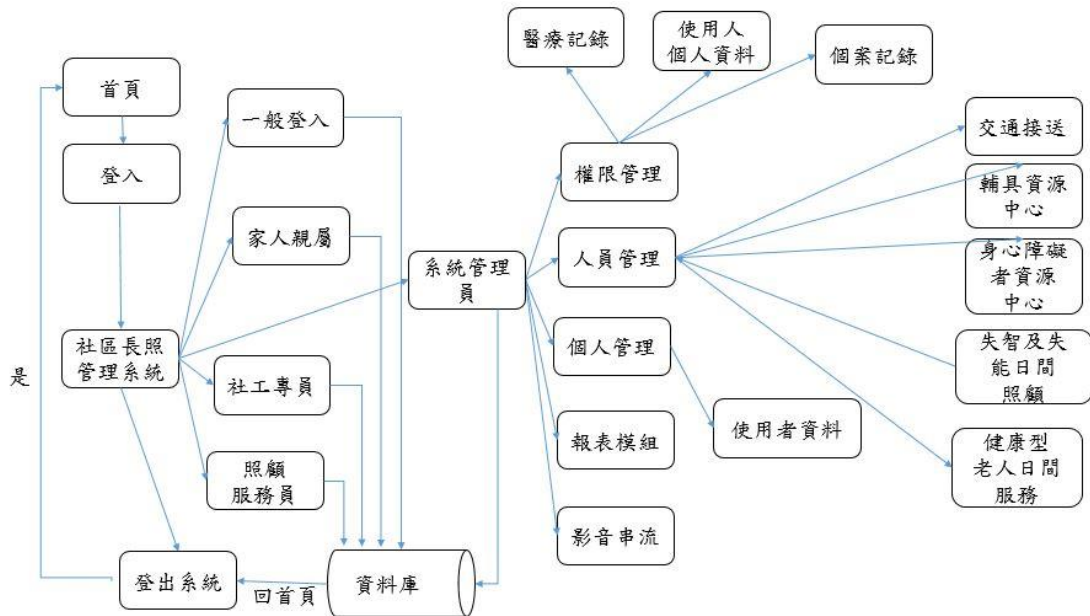 首頁
登入
社區長照
管理系統
是
登出系統
一般登入
家人親屬
社工專員
照顧
服務員
回首頁
資料庫
系統管理
員
醫療記錄
使用人
個人資料
個案記錄
權限管理
人員管理
個人管理
報表模組
影音串流
使用者資料
交通接送
輔具資源
中心
身心障礙
者資源
中心
失智及失
能日間
照顧
健康型
老人日間
服務